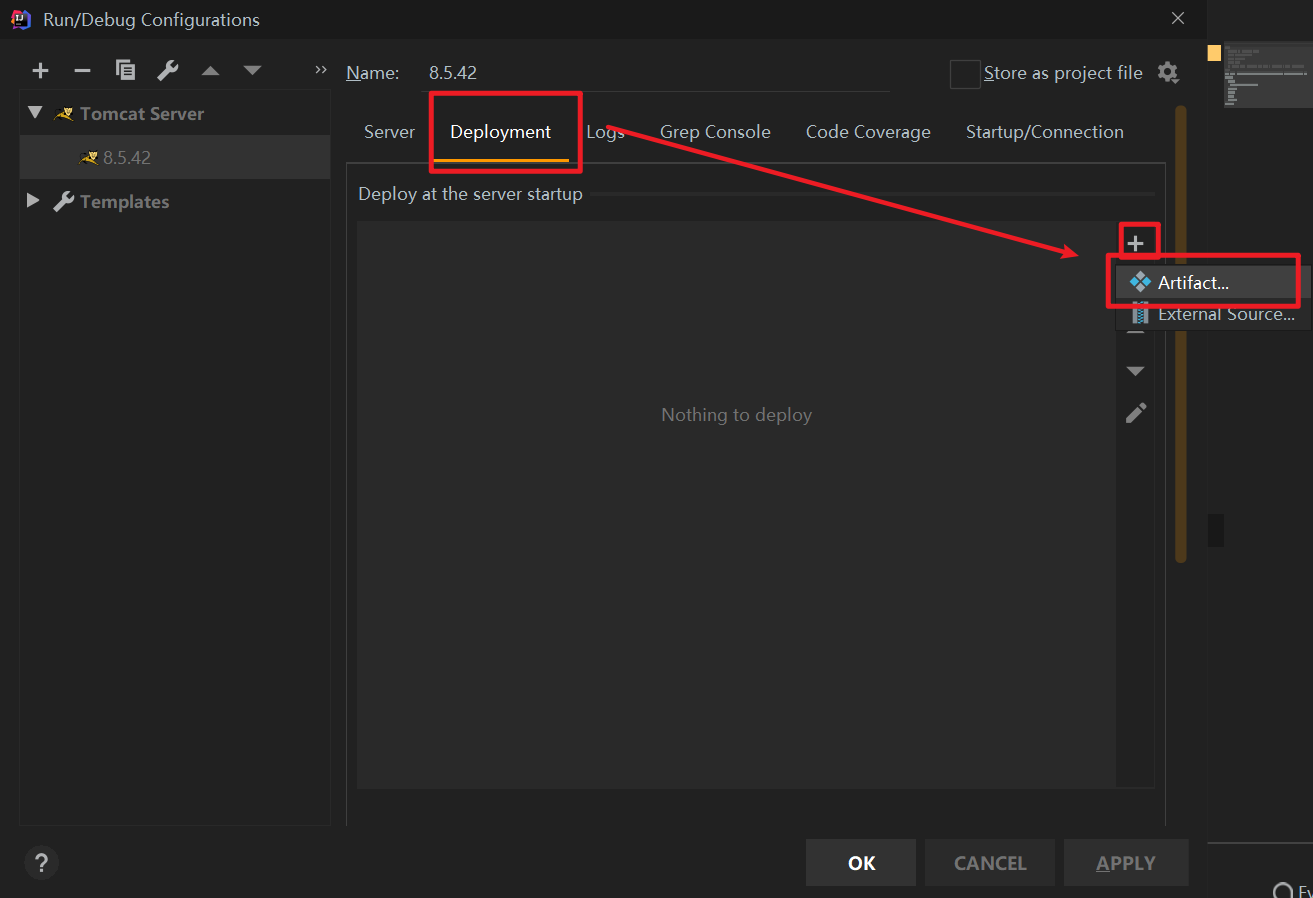 Run/Debug Configurations
Name: 8.5.42 Store as project file
Tomcat Server
8.5.42
Templates
Server Deployment Logs Grep Console Code Coverage Startup/Connection
Deploy at the server startup
Artifact...
External Source...
Nothing to deploy
? OK CANCEL APPLY
Ev